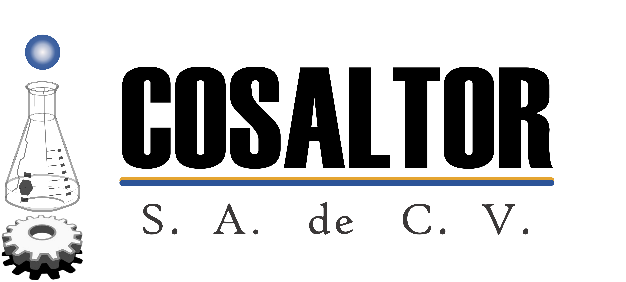 COSALTOR
S. A. de C. V.